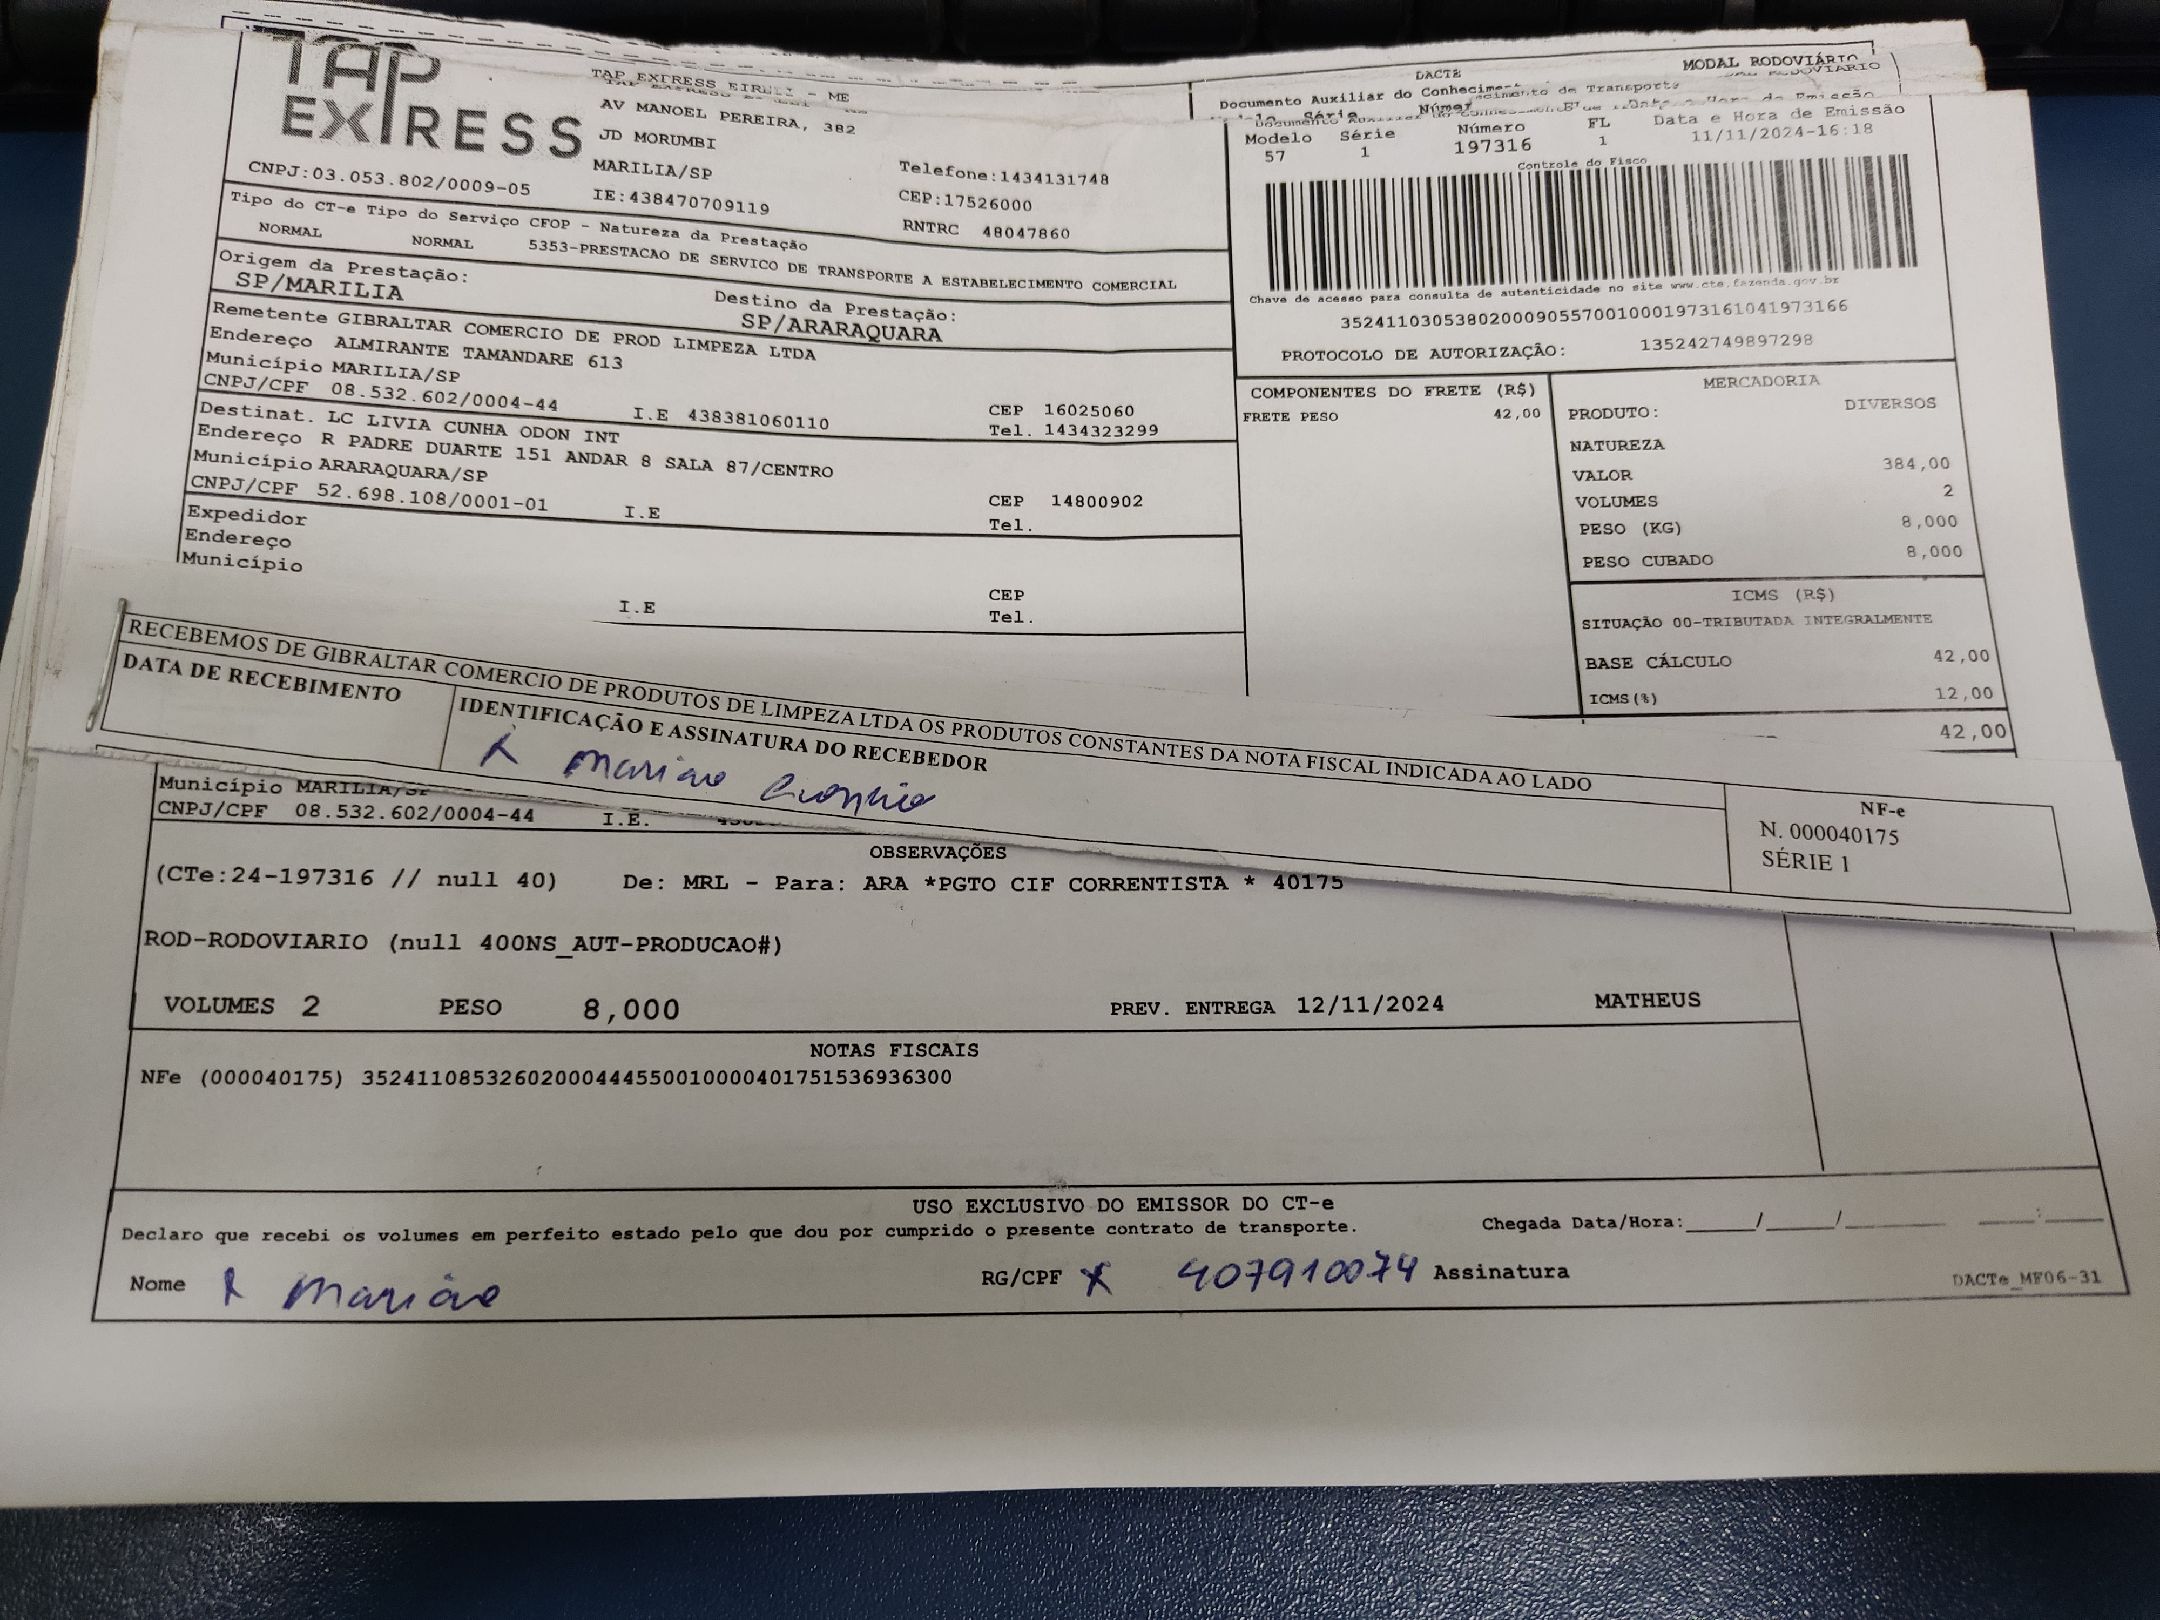 TAP
EXPRESS
TAP EXPRESS EIRELI - ME
AV MANOEL PEREIRA, 382
JD MORUMBI
MARILIA/SP
CNPJ:03.053.802/0009-05
IE:438470709119
Telefone:1434131748
CEP:17526000
RNTRC 48047860
Tipo do CT-e Tipo do Serviço CFOP - Natureza da Prestação
NORMAL NORMAL 5353-PRESTACAO DE SERVICO DE TRANSPORTE A ESTABELECIMENTO COMERCIAL
Origem da Prestação:
SP/MARILIA
Destino da Prestação:
SP/ARARAQUARA
Remetente GIBRALTAR COMERCIO DE PROD LIMPEZA LTDA
Endereço ALMIRANTE TAMANDARE 613
Município MARILIA/SP
CEP 16025060
CNPJ/CPF 08.532.602/0004-44 I.E 438381060110 Tel. 1434323299
Destinat. LC LIVIA CUNHA ODON INT
Endereço R PADRE DUARTE 151 ANDAR 8 SALA 87/CENTRO
Município ARARAQUARA/SP
CEP 14800902
CNPJ/CPF 52.698.108/0001-01 I.E Tel.
Expedidor
Endereço
Município
CEP
I.E Tel.
DACTE
MODAL RODOVIÁRIO
Documento Auxiliar do Conhecimento de Transporte
Modelo Série Número FL Data e Hora de Emissão
57 1 197316 1 11/11/2024-16:18
Controle do Fisco
Chave de acesso para consulta de autenticidade no site www.cte.fazenda.gov.br
35241103053802000905570010001973161041973166
PROTOCOLO DE AUTORIZAÇÃO: 135242749897298
COMPONENTES DO FRETE (R$)
FRETE PESO 42,00
MERCADORIA
PRODUTO: DIVERSOS
NATUREZA
VALOR 384,00
VOLUMES 2
PESO (KG) 8,000
PESO CUBADO 8,000
ICMS (R$)
SITUAÇÃO 00-TRIBUTADA INTEGRALMENTE
BASE CÁLCULO 42,00
ICMS(%) 12,00
42,00
RECEBEMOS DE GIBRALTAR COMERCIO DE PRODUTOS DE LIMPEZA LTDA OS PRODUTOS CONSTANTES DA NOTA FISCAL INDICADA AO LADO
DATA DE RECEBIMENTO
IDENTIFICAÇÃO E ASSINATURA DO RECEBEDOR
NF-e
N. 000040175
SÉRIE 1
Município MARILIA/SP
CNPJ/CPF 08.532.602/0004-44 I.E.
OBSERVAÇÕES
(CTe:24-197316 // null 40) De: MRL - Para: ARA *PGTO CIF CORRENTISTA * 40175
ROD-RODOVIARIO (null 400NS_AUT-PRODUCAO#)
VOLUMES 2 PESO 8,000 PREV. ENTREGA 12/11/2024 MATHEUS
NOTAS FISCAIS
NFe (000040175) 35241108532602000444550010000401751536936300
USO EXCLUSIVO DO EMISSOR DO CT-e
Declaro que recebi os volumes em perfeito estado pelo que dou por cumprido o presente contrato de transporte. Chegada Data/Hora:____/____/____ ____:____
Nome RG/CPF X 407910074 Assinatura
DACTe_MF06-31